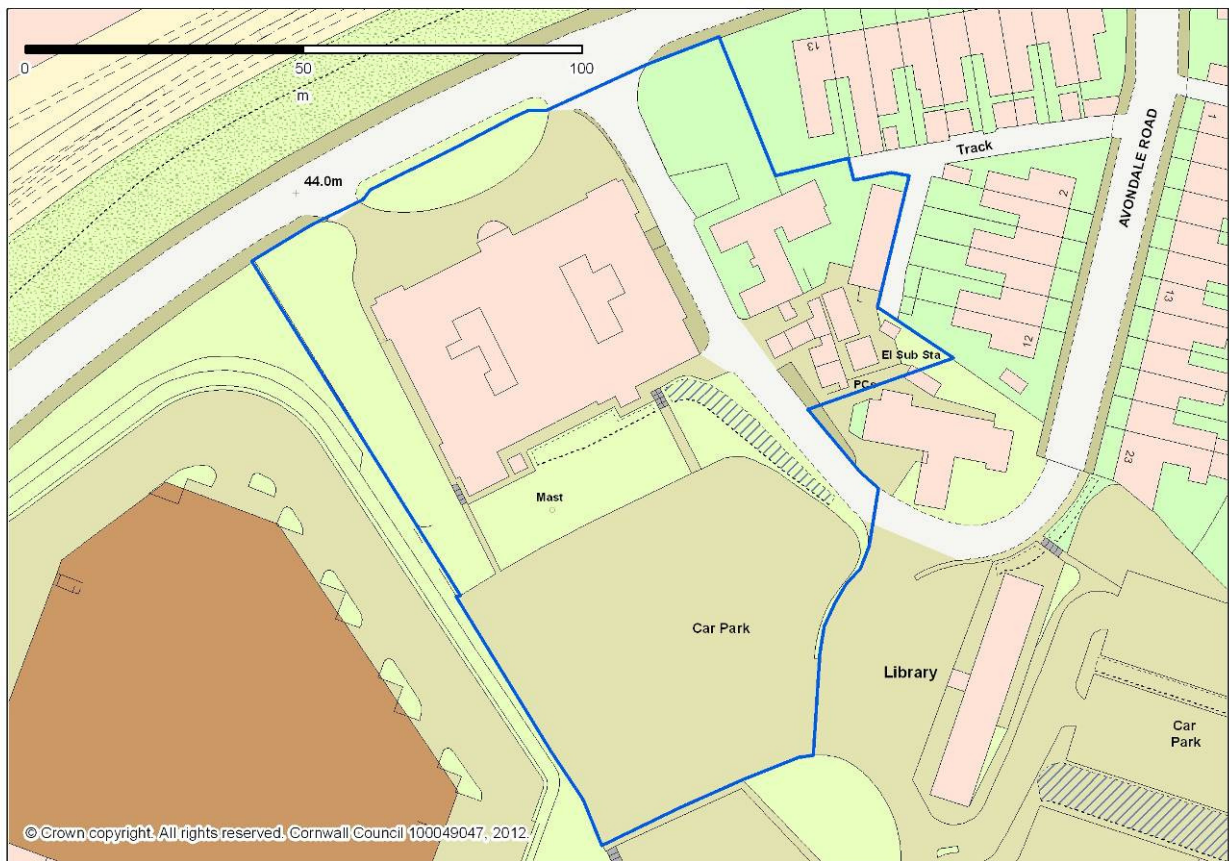 0
50
100
m
44.0m
13
Track
AVONDALE ROAD
1
2
13
12
23
El Sub Sta
PCs
Mast
Car Park
Library
Car
Park
© Crown copyright. All rights reserved. Cornwall Council 100049047, 2012.